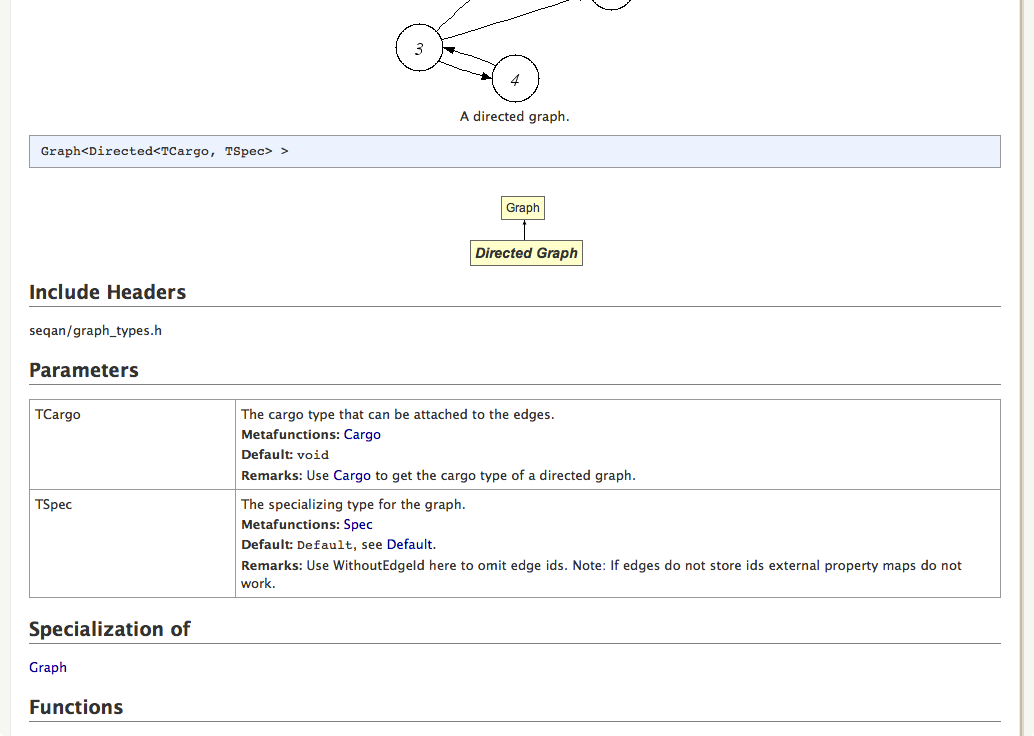 3
4
A directed graph.
Graph<Directed<TCargo, TSpec> >
Graph
Directed Graph
Include Headers
seqan/graph_types.h
Parameters
TCargo
The cargo type that can be attached to the edges.
Metafunctions: Cargo
Default: void
Remarks: Use Cargo to get the cargo type of a directed graph.
TSpec
The specializing type for the graph.
Metafunctions: Spec
Default: Default, see Default.
Remarks: Use WithoutEdgeId here to omit edge ids. Note: If edges do not store ids external property maps do not
work.
Specialization of
Graph
Functions